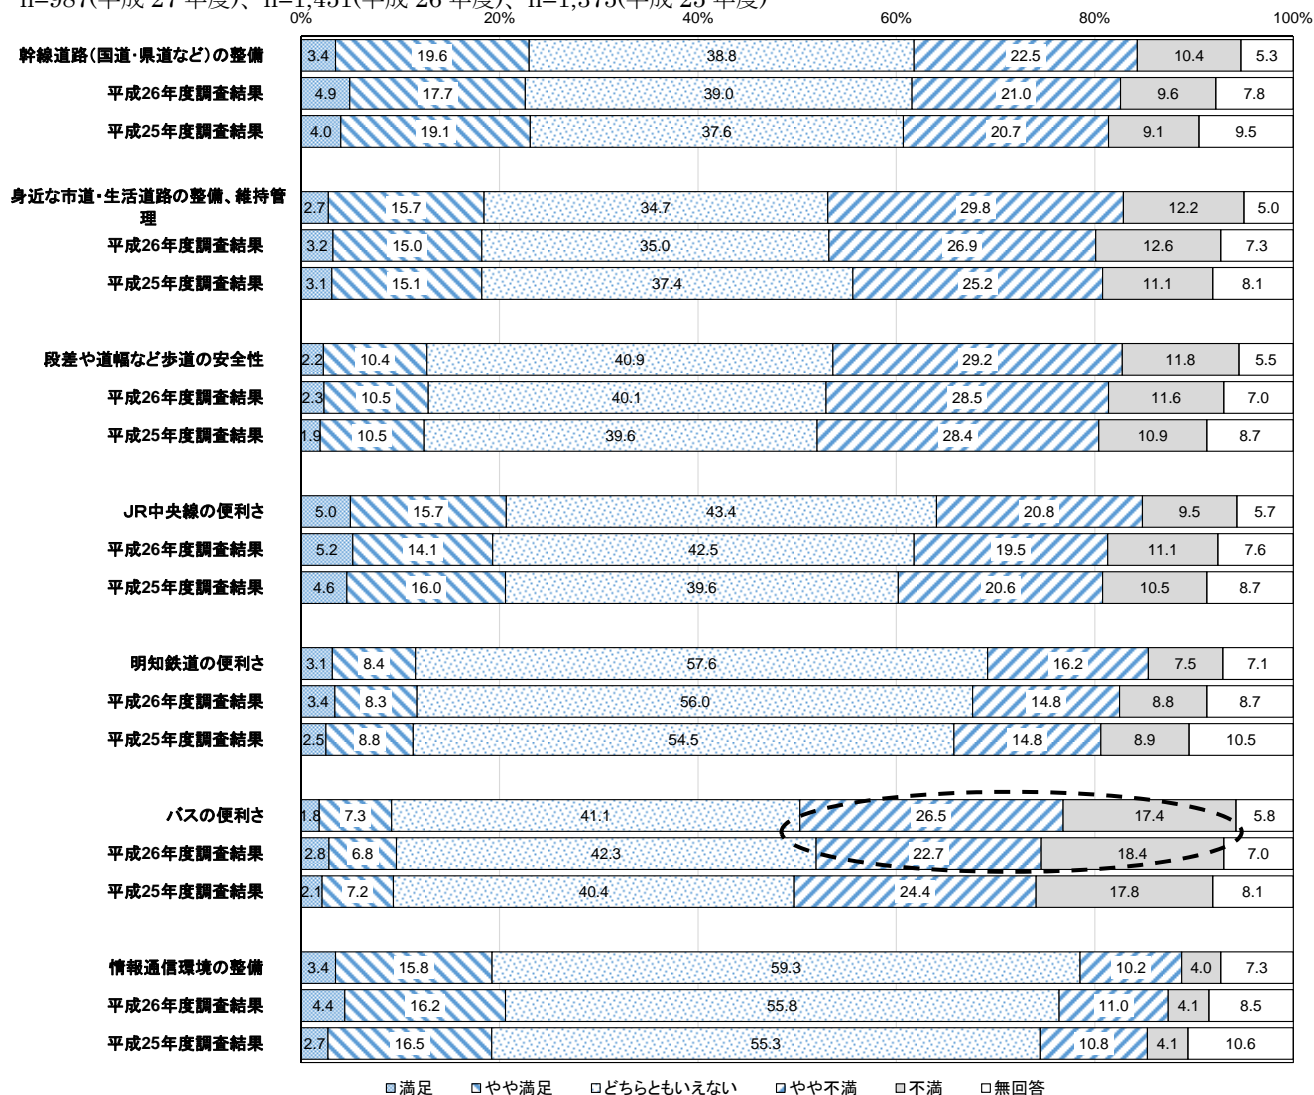 n=987(平成 27 年度)、n=1,451(平成 26 年度)、n=1,375(平成 25 年度)
0% 20% 40% 60% 80% 100%
幹線道路(国道・県道など)の整備 3.4 19.6 38.8 22.5 10.4 5.3
平成26年度調査結果 4.9 17.7 39.0 21.0 9.6 7.8
平成25年度調査結果 4.0 19.1 37.6 20.7 9.1 9.5
身近な市道・生活道路の整備、維持管
理 2.7 15.7 34.7 29.8 12.2 5.0
平成26年度調査結果 3.2 15.0 35.0 26.9 12.6 7.3
平成25年度調査結果 3.1 15.1 37.4 25.2 11.1 8.1
段差や道幅など歩道の安全性 2.2 10.4 40.9 29.2 11.8 5.5
平成26年度調査結果 2.3 10.5 40.1 28.5 11.6 7.0
平成25年度調査結果 1.9 10.5 39.6 28.4 10.9 8.7
JR中央線の便利さ 5.0 15.7 43.4 20.8 9.5 5.7
平成26年度調査結果 5.2 14.1 42.5 19.5 11.1 7.6
平成25年度調査結果 4.6 16.0 39.6 20.6 10.5 8.7
明知鉄道の便利さ 3.1 8.4 57.6 16.2 7.5 7.1
平成26年度調査結果 3.4 8.3 56.0 14.8 8.8 8.7
平成25年度調査結果 2.5 8.8 54.5 14.8 8.9 10.5
バスの便利さ 1.8 7.3 41.1 26.5 17.4 5.8
平成26年度調査結果 2.8 6.8 42.3 22.7 18.4 7.0
平成25年度調査結果 2.1 7.2 40.4 24.4 17.8 8.1
情報通信環境の整備 3.4 15.8 59.3 10.2 4.0 7.3
平成26年度調査結果 4.4 16.2 55.8 11.0 4.1 8.5
平成25年度調査結果 2.7 16.5 55.3 10.8 4.1 10.6
満足 やや満足 どちらともいえない やや不満 不満 無回答